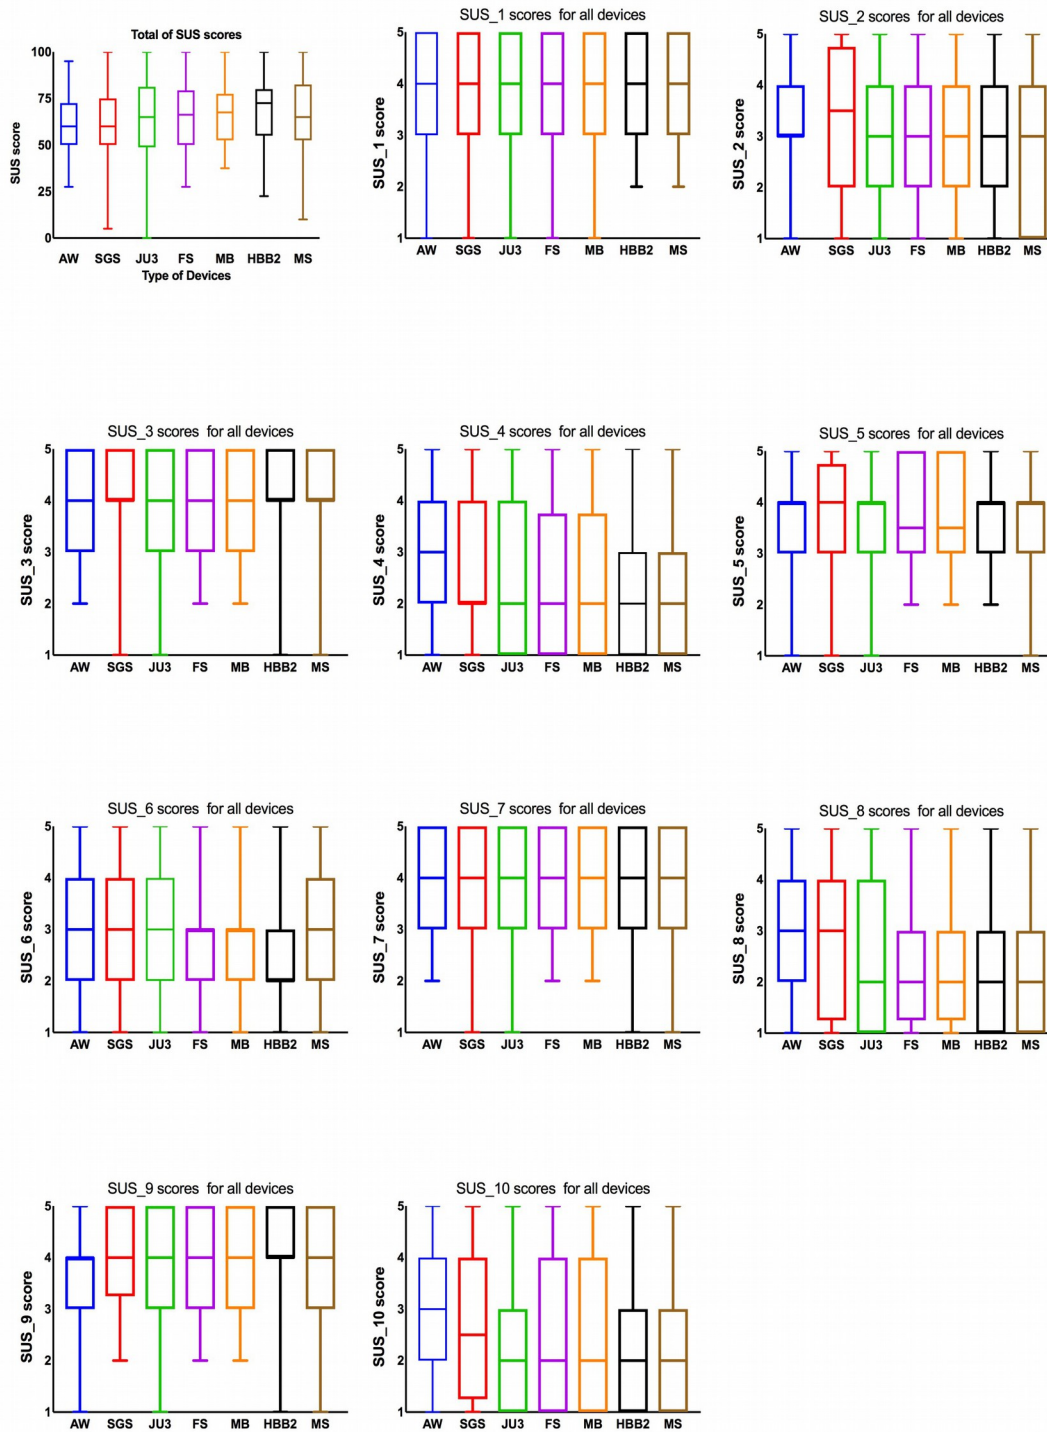 Total of SUS scores
SUS score
100
75
50
25
0
AW SGS JU3 FS MB HBB2 MS
Type of Devices
SUS_1 scores for all devices
SUS_1 score
5
4
3
2
1
AW SGS JU3 FS MB HBB2 MS
SUS_2 scores for all devices
SUS_2 score
5
4
3
2
1
AW SGS JU3 FS MB HBB2 MS
SUS_3 scores for all devices
SUS_3 score
5
4
3
2
1
AW SGS JU3 FS MB HBB2 MS
SUS_4 scores for all devices
SUS_4 score
5
4
3
2
1
AW SGS JU3 FS MB HBB2 MS
SUS_5 scores for all devices
SUS_5 score
5
4
3
2
1
AW SGS JU3 FS MB HBB2 MS
SUS_6 scores for all devices
SUS_6 score
5
4
3
2
1
AW SGS JU3 FS MB HBB2 MS
SUS_7 scores for all devices
SUS_7 score
5
4
3
2
1
AW SGS JU3 FS MB HBB2 MS
SUS_8 scores for all devices
SUS_8 score
5
4
3
2
1
AW SGS JU3 FS MB HBB2 MS
SUS_9 scores for all devices
SUS_9 score
5
4
3
2
1
AW SGS JU3 FS MB HBB2 MS
SUS_10 scores for all devices
SUS_10 score
5
4
3
2
1
AW SGS JU3 FS MB HBB2 MS